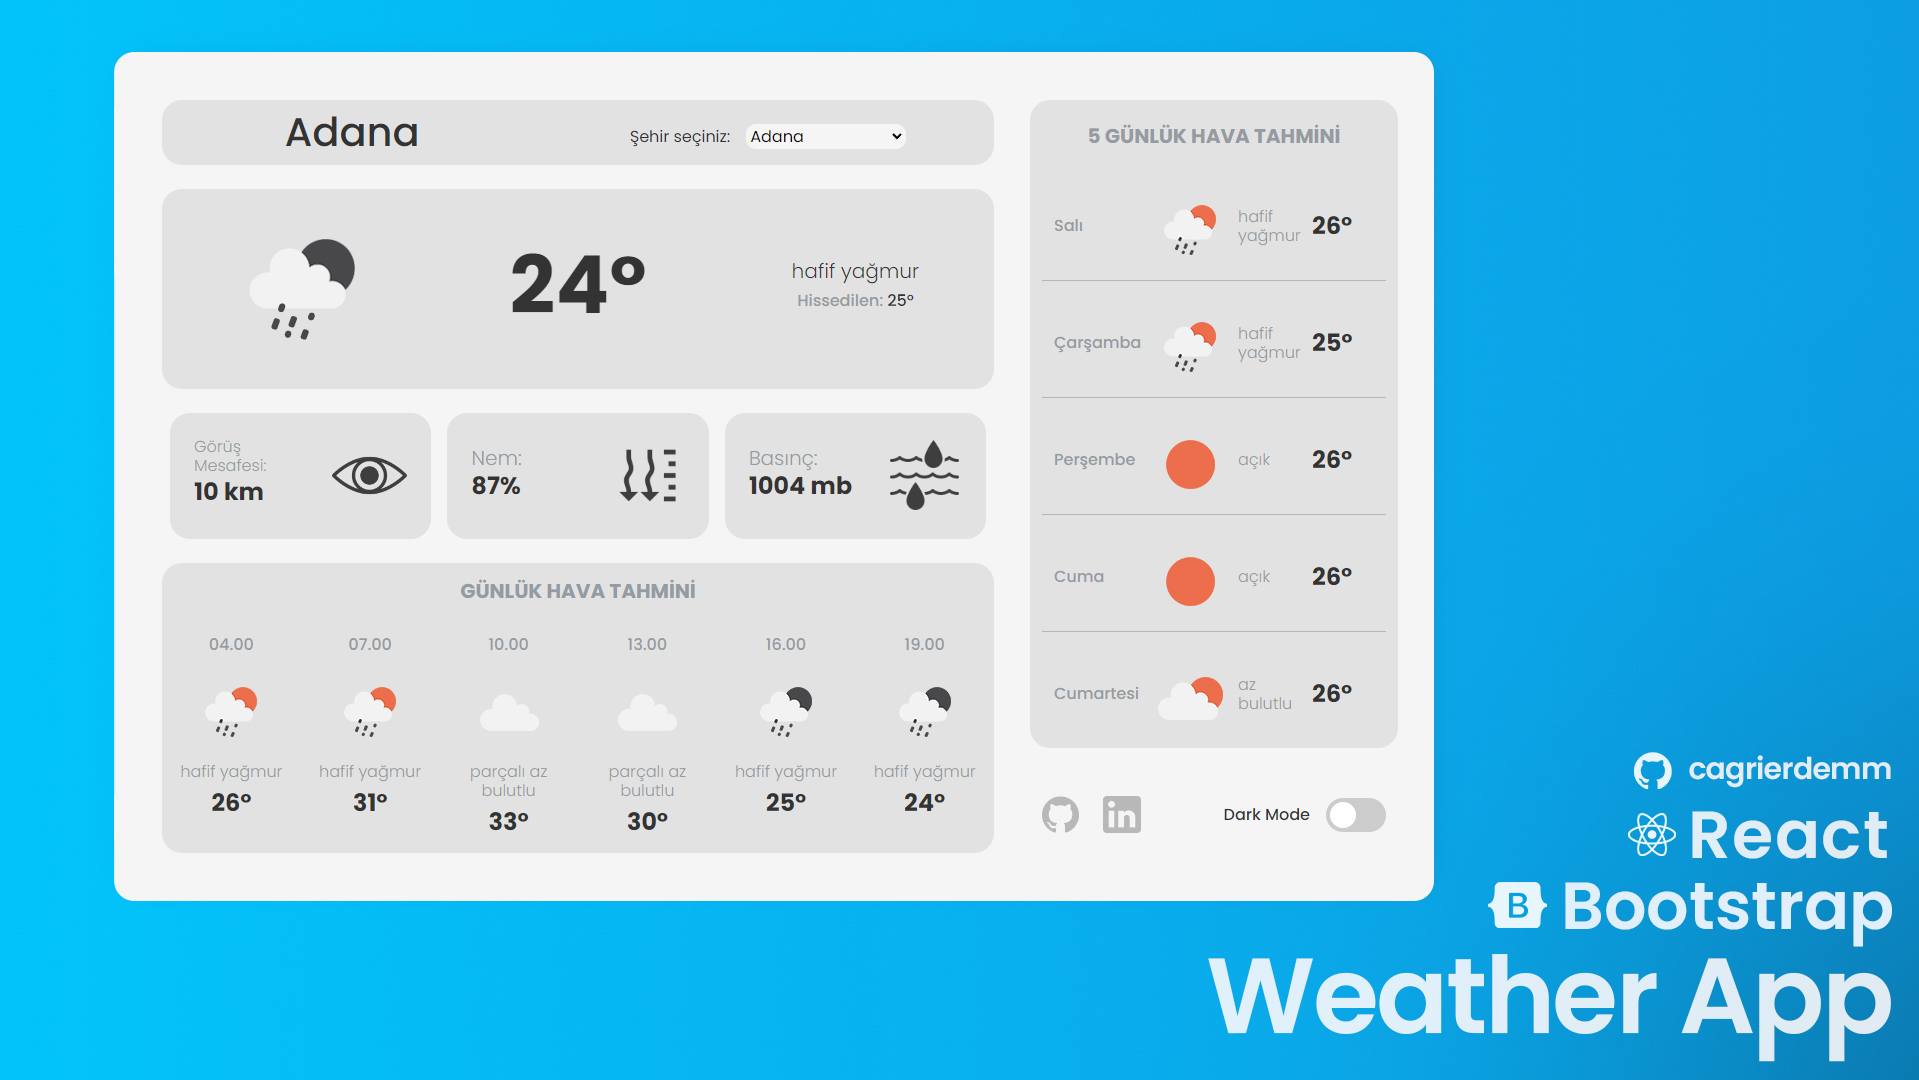 Adana
Şehir seçiniz:
Adana
24°
hafif yağmur
Hissedilen: 25°
Görüş
Mesafesi:
10 km
Nem:
87%
Basınç:
1004 mb
GÜNLÜK HAVA TAHMİNİ
04.00
hafif yağmur
26°
07.00
hafif yağmur
31°
10.00
parçalı az
bulutlu
33°
13.00
parçalı az
bulutlu
30°
16.00
hafif yağmur
25°
19.00
hafif yağmur
24°
5 GÜNLÜK HAVA TAHMİNİ
Salı
hafif
yağmur
26°
Çarşamba
hafif
yağmur
25°
Perşembe
açık
26°
Cuma
açık
26°
Cumartesi
az
bulutlu
26°
in
Dark Mode
cagrierdemm
React
B Bootstrap
Weather App